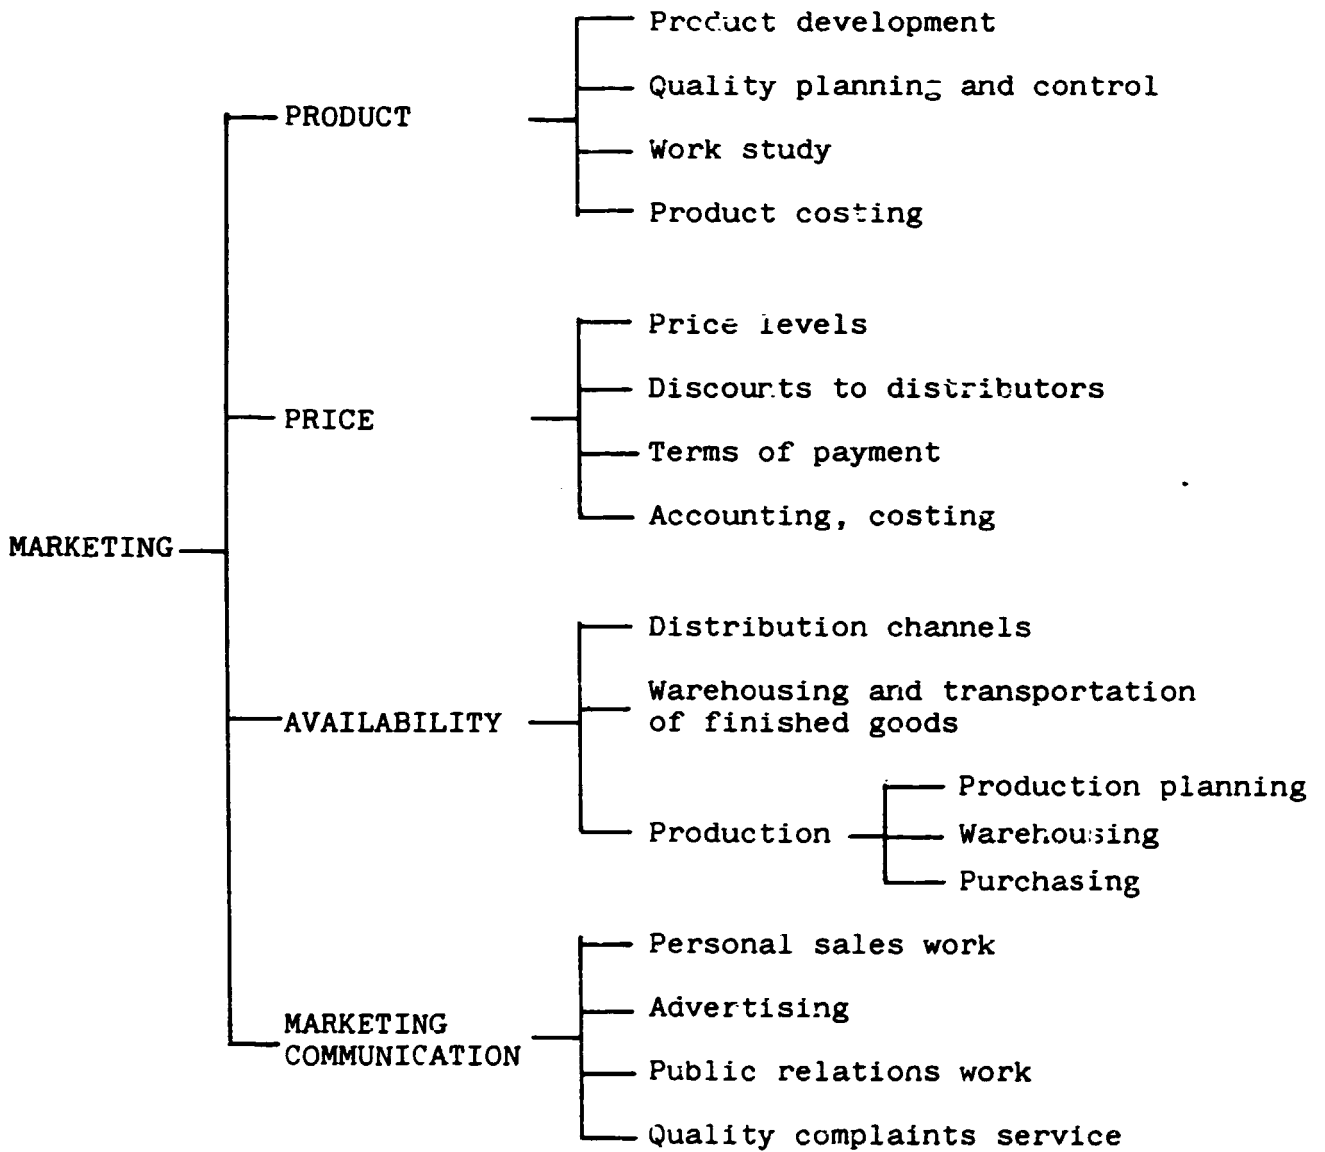 Product development
Quality planning and control
PRODUCT
Work study
Product costing
Price levels
Discounts to distributors
PRICE
Terms of payment
Accounting, costing
MARKETING
Distribution channels
Warehousing and transportation
of finished goods
AVAILABILITY
Production planning
Production
Warehousing
Purchasing
Personal sales work
Advertising
MARKETING
COMMUNICATION
Public relations work
Quality complaints service